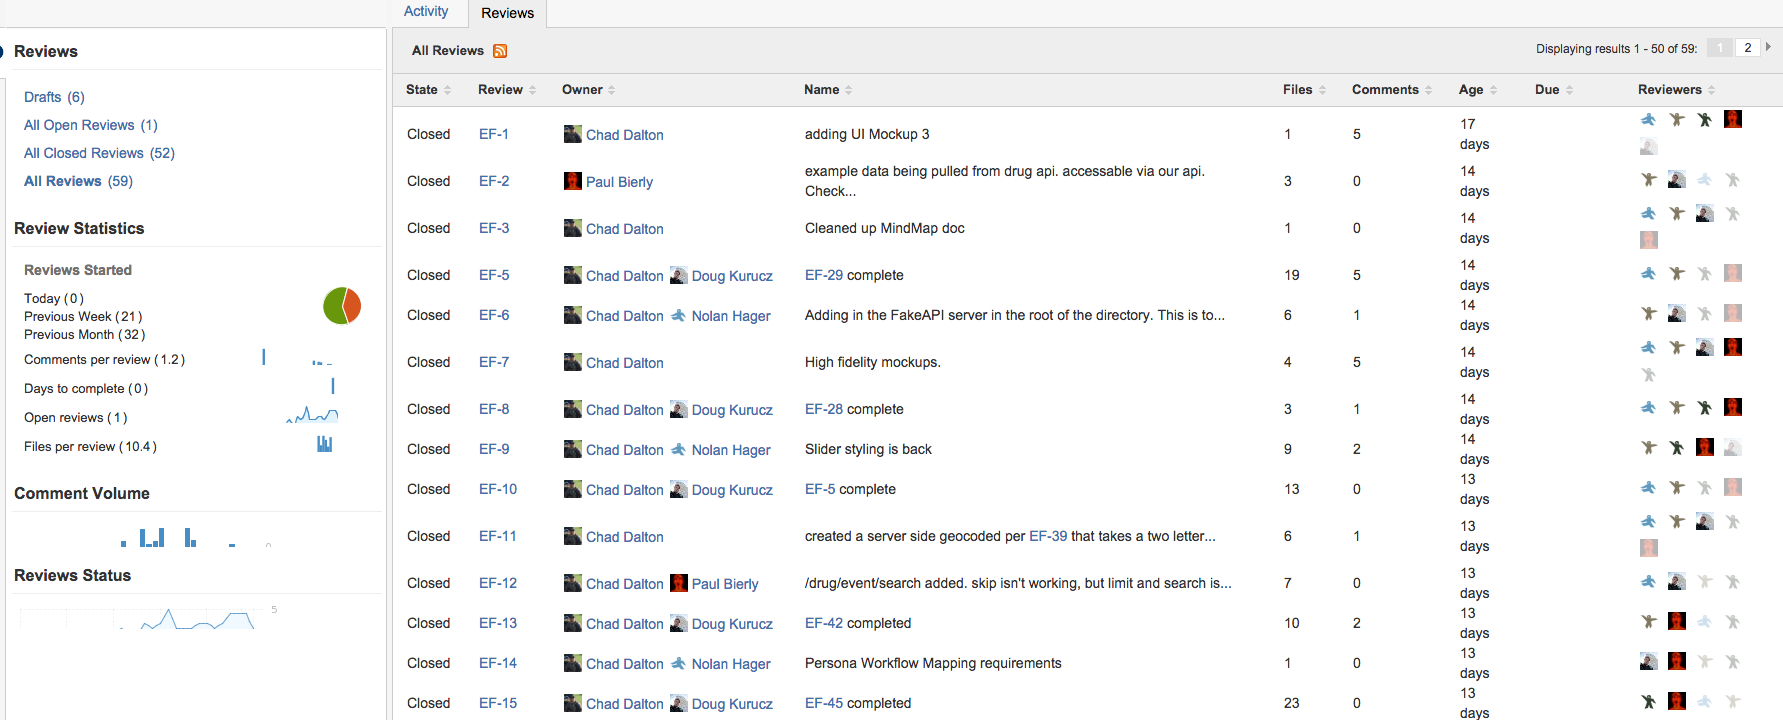 Activity
Reviews
Reviews
Drafts (6)
All Open Reviews (1)
All Closed Reviews (52)
All Reviews (59)
Review Statistics
Reviews Started
Today (0)
Previous Week (21)
Previous Month (32)
Comments per review (1.2)
Days to complete (0)
Open reviews (1)
Files per review (10.4)
Comment Volume
0
Reviews Status
5
All Reviews
Displaying results 1 - 50 of 59: 1 2
State Review Owner Name Files Comments Age Due Reviewers
Closed EF-1 Chad Dalton adding UI Mockup 3 1 5 17 days
Closed EF-2 Paul Bierly example data being pulled from drug api. accessable via our api. Check... 3 0 14 days
Closed EF-3 Chad Dalton Cleaned up MindMap doc 1 0 14 days
Closed EF-5 Chad Dalton Doug Kurucz EF-29 complete 19 5 14 days
Closed EF-6 Chad Dalton Nolan Hager Adding in the FakeAPI server in the root of the directory. This is to... 6 1 14 days
Closed EF-7 Chad Dalton High fidelity mockups. 4 5 14 days
Closed EF-8 Chad Dalton Doug Kurucz EF-28 complete 3 1 14 days
Closed EF-9 Chad Dalton Nolan Hager Slider styling is back 9 2 14 days
Closed EF-10 Chad Dalton Doug Kurucz EF-5 complete 13 0 13 days
Closed EF-11 Chad Dalton created a server side geocoded per EF-39 that takes a two letter... 6 1 13 days
Closed EF-12 Chad Dalton Paul Bierly /drug/event/search added. skip isn't working, but limit and search is... 7 0 13 days
Closed EF-13 Chad Dalton Doug Kurucz EF-42 completed 10 2 13 days
Closed EF-14 Chad Dalton Nolan Hager Persona Workflow Mapping requirements 1 0 13 days
Closed EF-15 Chad Dalton Doug Kurucz EF-45 completed 23 0 13 days